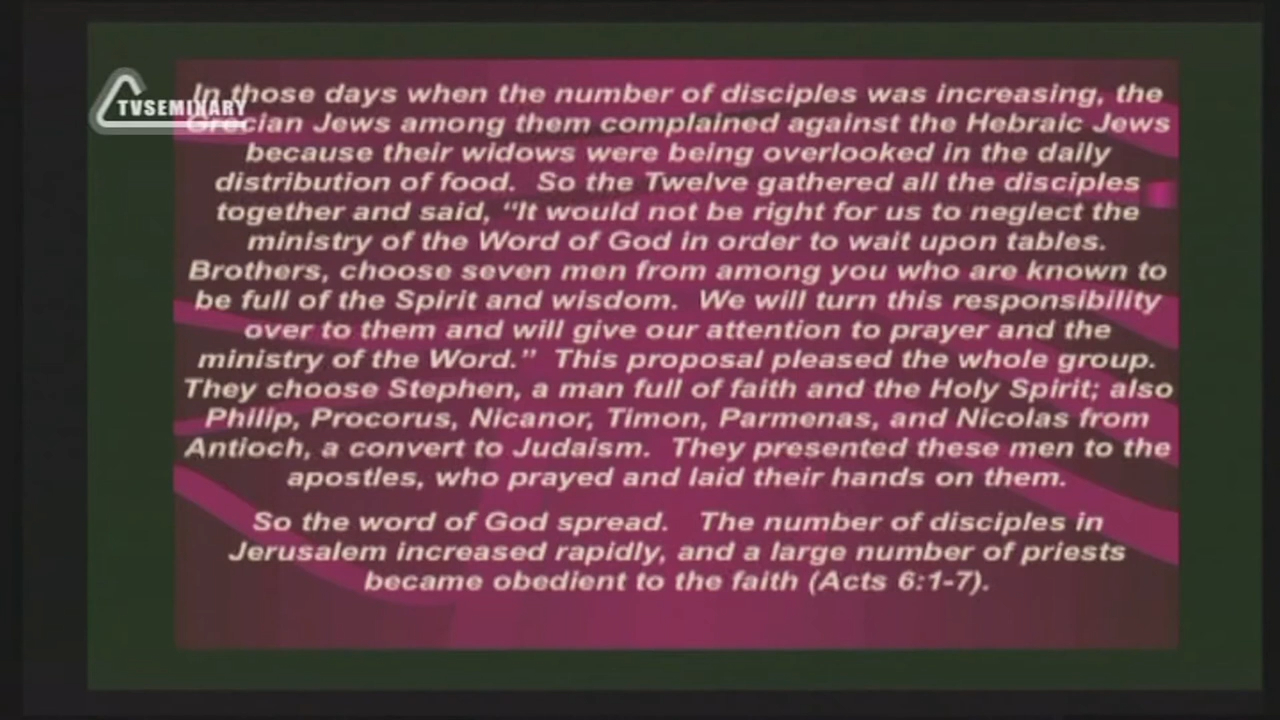 TVSEMINARY
In those days when the number of disciples was increasing, the
Grecian Jews among them complained against the Hebraic Jews
because their widows were being overlooked in the daily
distribution of food. So the Twelve gathered all the disciples
together and said, “It would not be right for us to neglect the
ministry of the Word of God in order to wait upon tables.
Brothers, choose seven men from among you who are known to
be full of the Spirit and wisdom. We will turn this responsibility
over to them and will give our attention to prayer and the
ministry of the Word.” This proposal pleased the whole group.
They choose Stephen, a man full of faith and the Holy Spirit; also
Philip, Procorus, Nicanor, Timon, Parmenas, and Nicolas from
Antioch, a convert to Judaism. They presented these men to the
apostles, who prayed and laid their hands on them.
So the word of God spread. The number of disciples in
Jerusalem increased rapidly, and a large number of priests
became obedient to the faith (Acts 6:1-7).